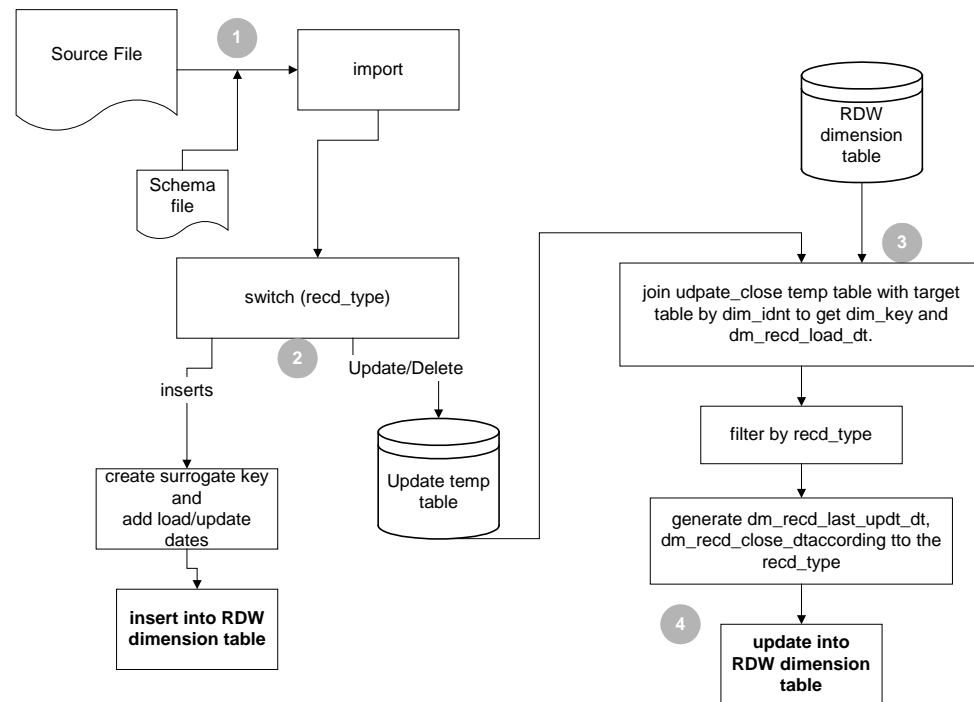 Source File
1
import
Schema
file
switch (recd_type)
2
inserts
Update/Delete
create surrogate key
and
add load/update
dates
insert into RDW
dimension table
Update temp
table
RDW
dimension
table
3
join udpate_close temp table with target
table by dim_idnt to get dim_key and
dm_recd_load_dt.
filter by recd_type
generate dm_recd_last_updt_dt,
dm_recd_close_dtaccording tto the
recd_type
4
update into
RDW dimension
table